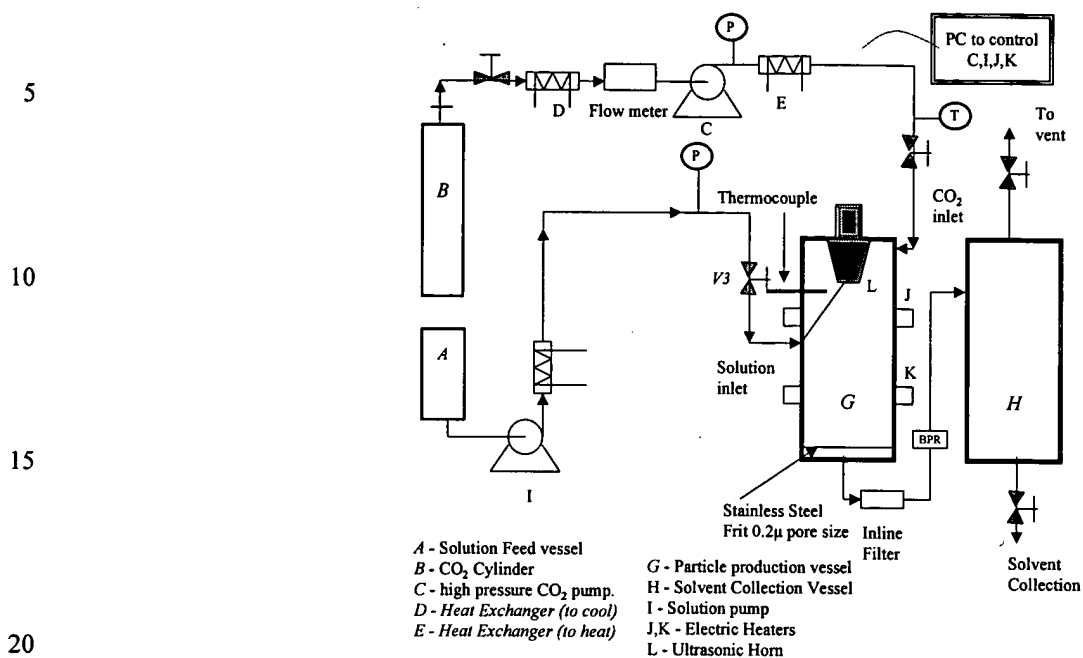 PC to control
C,I,J,K
P
5
D
Flow meter
C
E
T
To
vent
P
B
Thermocouple
CO₂
inlet
10
V3
L
J
A
Solution
inlet
K
G
H
BPR
15
I
Stainless Steel
Frit 0.2μ pore size
Inline
Filter
Solvent
Collection
A - Solution Feed vessel
B - CO₂ Cylinder
C - high pressure CO₂ pump.
D - Heat Exchanger (to cool)
E - Heat Exchanger (to heat)
G - Particle production vessel
H - Solvent Collection Vessel
I - Solution pump
J,K - Electric Heaters
L - Ultrasonic Horn
20